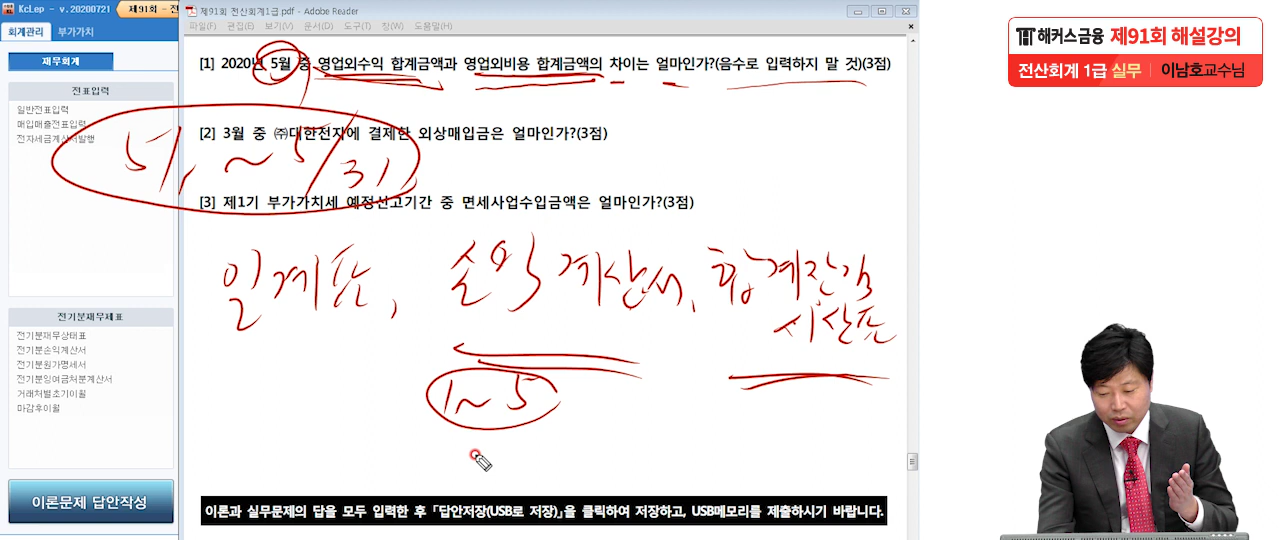 KcLep - v.20200721
제91회 - 전
회계관리 부가가치
재무회계
전표입력
일반전표입력
매입매출전표입력
전자세금계산서발행
전기분재무제표
전기분재무상태표
전기분손익계산서
전기분원가명세서
전기분잉여금처분계산서
거래처별초기이월
마감후이월
이론문제 답안작성
제91회 전산회계1급.pdf - Adobe Reader
파일(F) 편집(E) 보기(V) 문서(D) 도구(T) 창(W) 도움말(H)
[1] 2020년 5월 중 영업외수익 합계금액과 영업외비용 합계금액의 차이는 얼마인가?(음수로 입력하지 말 것)(3점)
[2] 3월 중 ㈜대한전자에 결제한 외상매입금은 얼마인가?(3점)
5/1 ~ 5/31
[3] 제1기 부가가치세 예정신고기간 중 면세사업수입금액은 얼마인가?(3점)
일계표, 손익계산서, 합계잔액
시산표
1~5
이론과 실무문제의 답을 모두 입력한 후 「답안저장(USB로 저장)」을 클릭하여 저장하고, USB메모리를 제출하시기 바랍니다.
해커스금융 제91회 해설강의
전산회계 1급 실무 | 이남호교수님